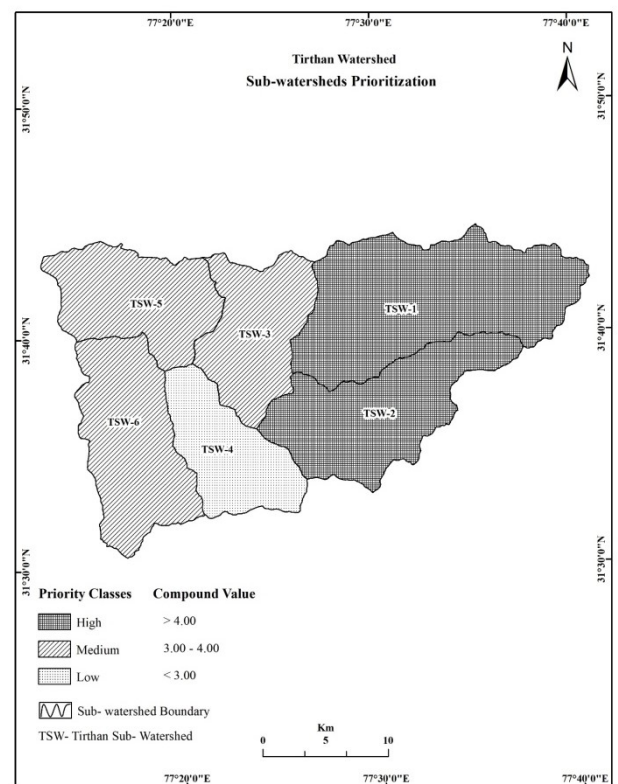 77°20'0"E 77°30'0"E 77°40'0"E
Tirthan Watershed
Sub-watersheds Prioritization
N
31°50'0"N 31°50'0"N
TSW-5
TSW-3
TSW-1
31°40'0"N 31°40'0"N
TSW-6
TSW-4
TSW-2
31°30'0"N 31°30'0"N
Priority Classes Compound Value
High > 4.00
Medium 3.00 - 4.00
Low < 3.00
Sub- watershed Boundary
TSW- Tirthan Sub- Watershed
Km
0 5 10
77°20'0"E 77°30'0"E 77°40'0"E